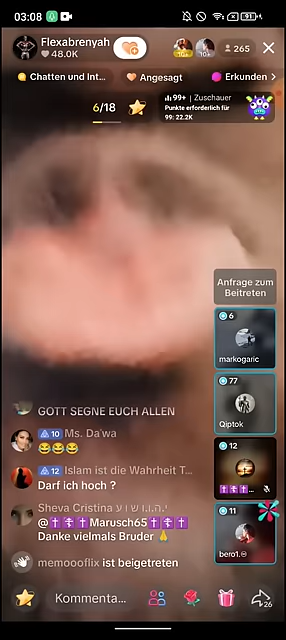 03:08
91
Flexabrenyah
48.0K
10+
265
Chatten und Int...
Angesagt
Erkunden
6/18
99+ | Zuschauer
Punkte erforderlich für
99: 22.2K
Anfrage zum
Beitreten
6
markogaric
77
Qiptok
12
11
bero1.
GOTT SEGNE EUCH ALLEN
10 Ms. Da'wa
12 Islam ist die Wahrheit T...
Darf ich hoch ?
Sheva Cristina י.ה.ו.ו ש ו ע
@✝️☦️✝️Marusch65✝️☦️✝️
Danke vielmals Bruder 🙏
memoooflix ist beigetreten
Kommenta...
26